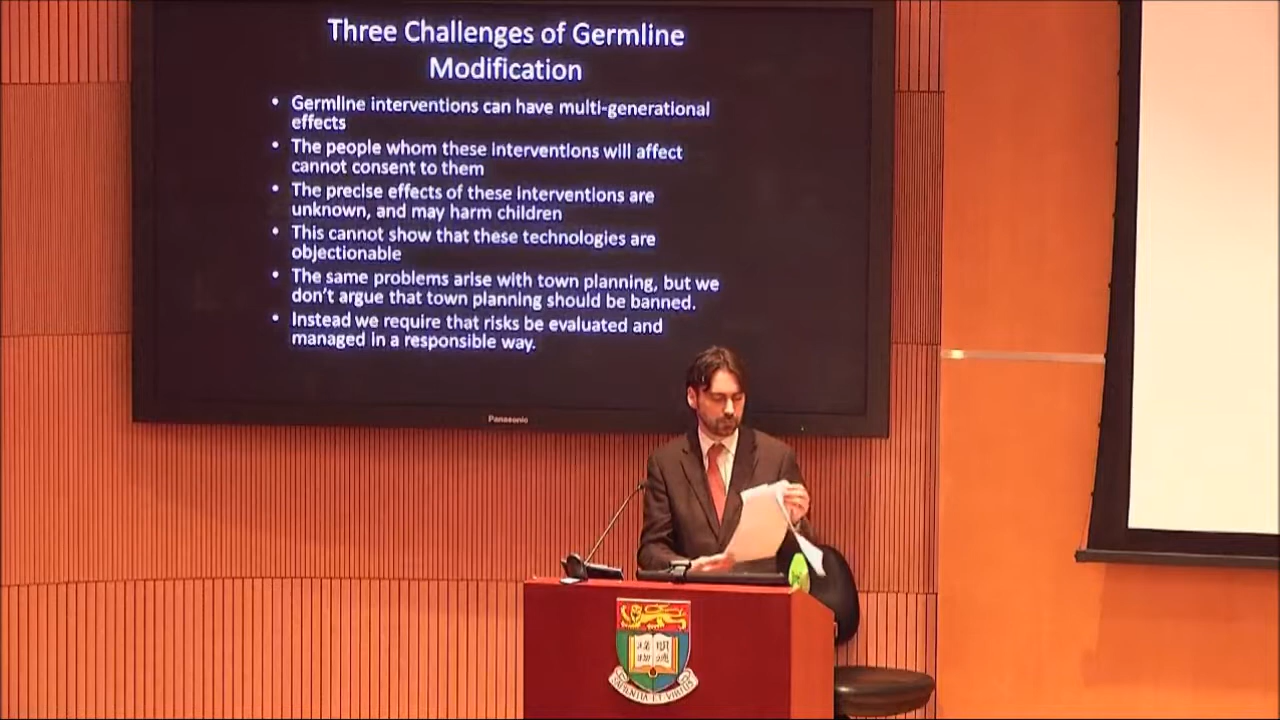 Three Challenges of Germline
Modification
• Germline interventions can have multi-generational
effects
• The people whom these interventions will affect
cannot consent to them
• The precise effects of these interventions are
unknown, and may harm children
• This cannot show that these technologies are
objectionable
• The same problems arise with town planning, but we
don't argue that town planning should be banned.
• Instead we require that risks be evaluated and
managed in a responsible way.
Panasonic
SAPIENTIA ET VIRTUS